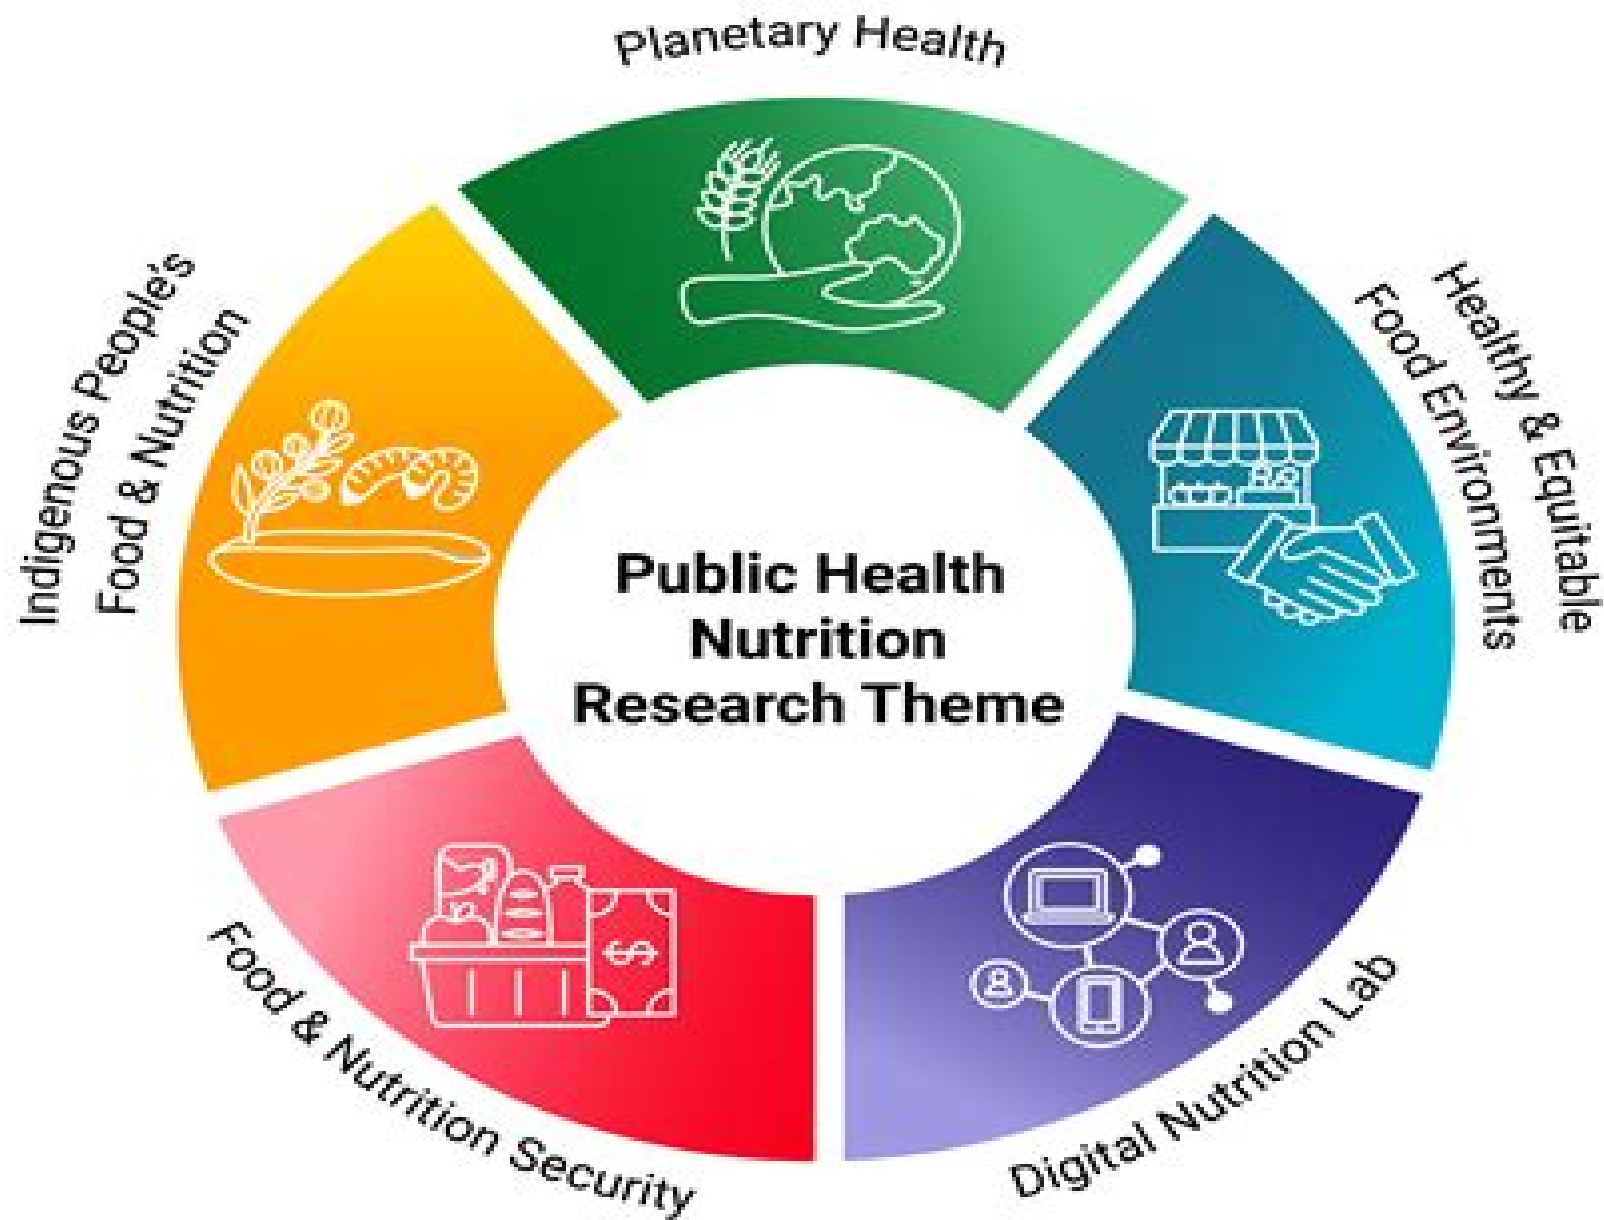 Planetary Health
Healthy & Equitable
Food Environments
Indigenous People's
Food & Nutrition
Public Health
Nutrition
Research Theme
$
Food & Nutrition Security
Digital Nutrition Lab